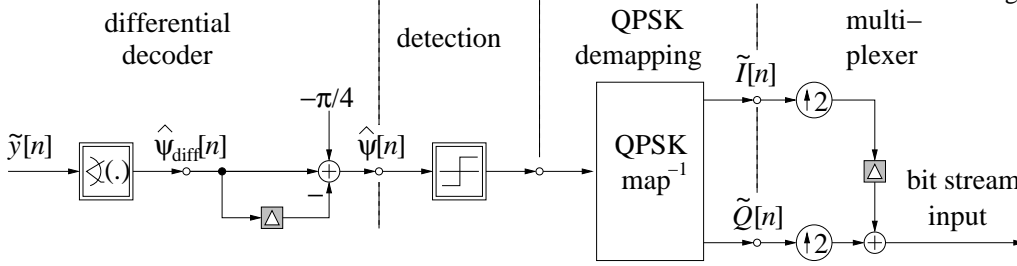 differential
decoder
detection
QPSK
demapping
multi–
plexer
−π/4
ỹ[n]
∢(.)
ψ̂diff[n]
−
ψ̂[n]
QPSK
map⁻¹
Ĩ[n]
↑2
Δ
Δ
Q̃[n]
↑2
bit stream
input